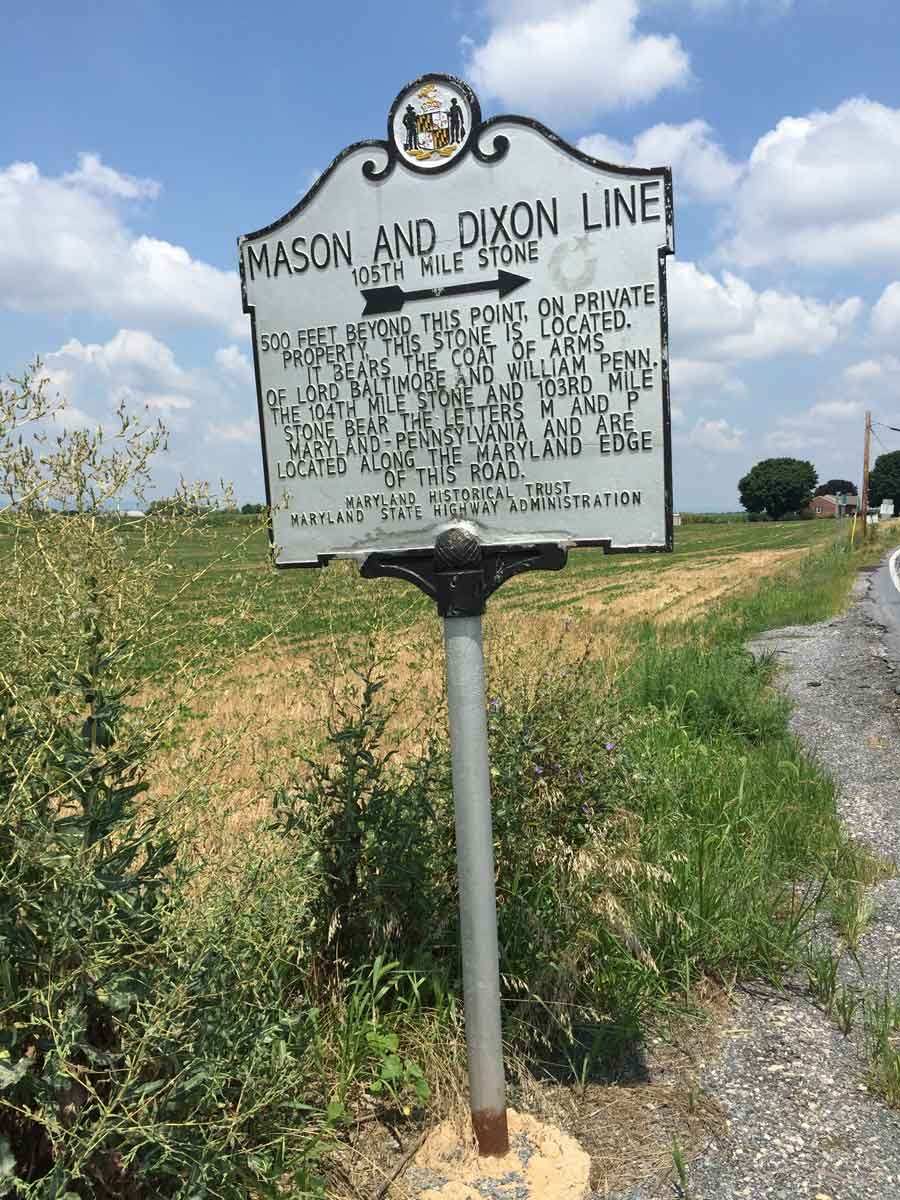 MASON AND DIXON LINE
105TH MILE STONE
500 FEET BEYOND THIS POINT, ON PRIVATE
PROPERTY, THIS STONE IS LOCATED.
IT BEARS THE COAT OF ARMS
OF LORD BALTIMORE AND WILLIAM PENN.
THE 104TH MILE STONE AND 103RD MILE
STONE BEAR THE LETTERS M AND P
MARYLAND-PENNSYLVANIA AND ARE
LOCATED ALONG THE MARYLAND EDGE
OF THIS ROAD.
MARYLAND HISTORICAL TRUST
MARYLAND STATE HIGHWAY ADMINISTRATION